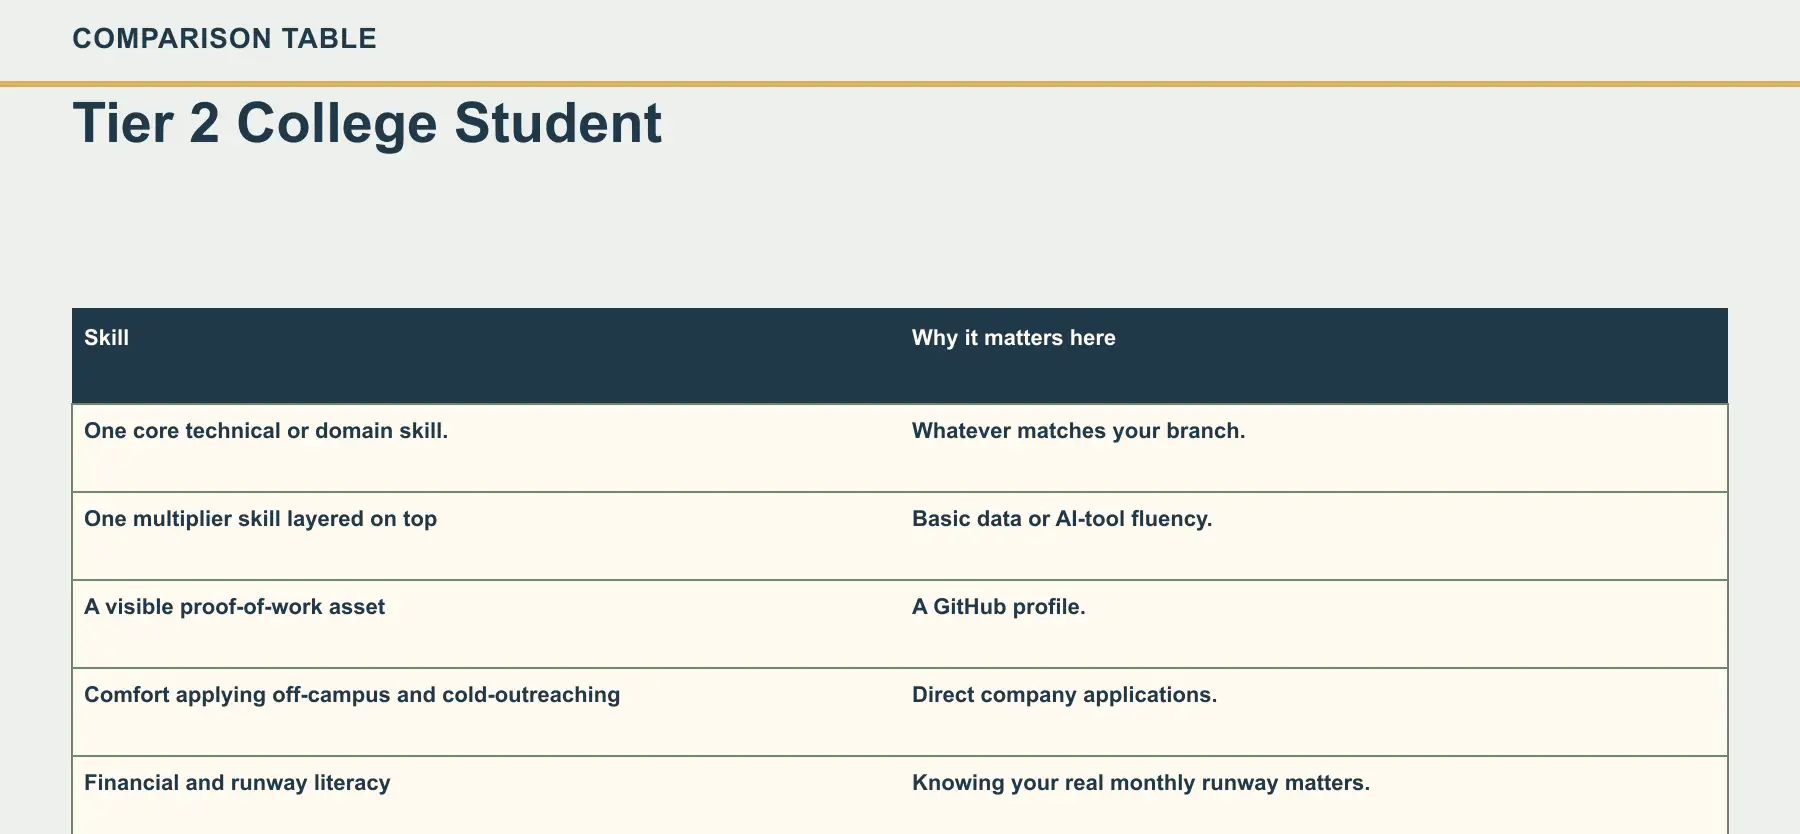 COMPARISON TABLE
Tier 2 College Student
Skill Why it matters here
One core technical or domain skill. Whatever matches your branch.
One multiplier skill layered on top Basic data or AI-tool fluency.
A visible proof-of-work asset A GitHub profile.
Comfort applying off-campus and cold-outreaching Direct company applications.
Financial and runway literacy Knowing your real monthly runway matters.